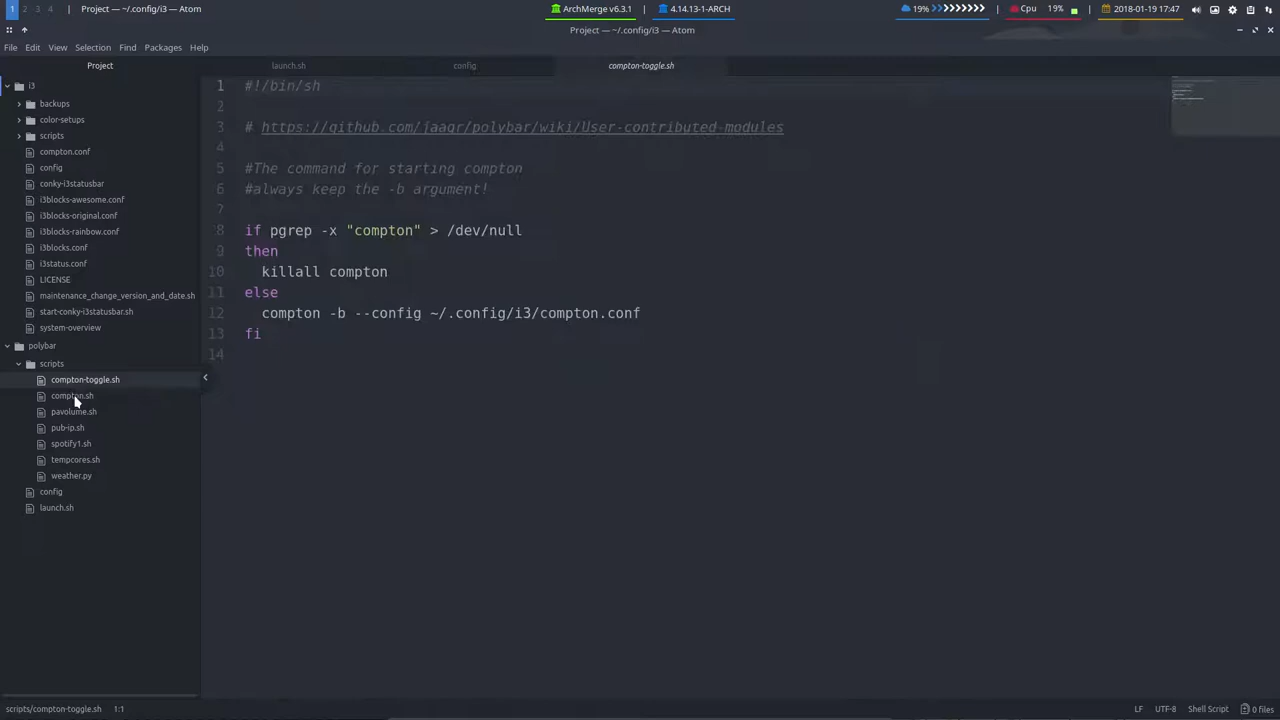 1 2 3 4 | Project — ~/.config/i3 — Atom
ArchMerge v6.3.1 | 4.14.13-1-ARCH
19% | Cpu 19% | 2018-01-19 17:47
Project — ~/.config/i3 — Atom
File Edit View Selection Find Packages Help
Project
launch.sh
config
compton-toggle.sh
i3
backups
color-setups
scripts
compton.conf
config
conky-i3statusbar
i3blocks-awesome.conf
i3blocks-original.conf
i3blocks-rainbow.conf
i3blocks.conf
i3status.conf
LICENSE
maintenance_change_version_and_date.sh
start-conky-i3statusbar.sh
system-overview
polybar
scripts
compton-toggle.sh
compton.sh
pavolume.sh
pub-ip.sh
spotify1.sh
tempcores.sh
weather.py
config
launch.sh
1 #!/bin/sh
2
3 # https://github.com/jaagr/polybar/wiki/User-contributed-modules
4
5 #The command for starting compton
6 #always keep the -b argument!
7
8 if pgrep -x "compton" > /dev/null
9 then
10 killall compton
11 else
12 compton -b --config ~/.config/i3/compton.conf
13 fi
14
scripts/compton-toggle.sh 1:1
LF UTF-8 Shell Script 0 files